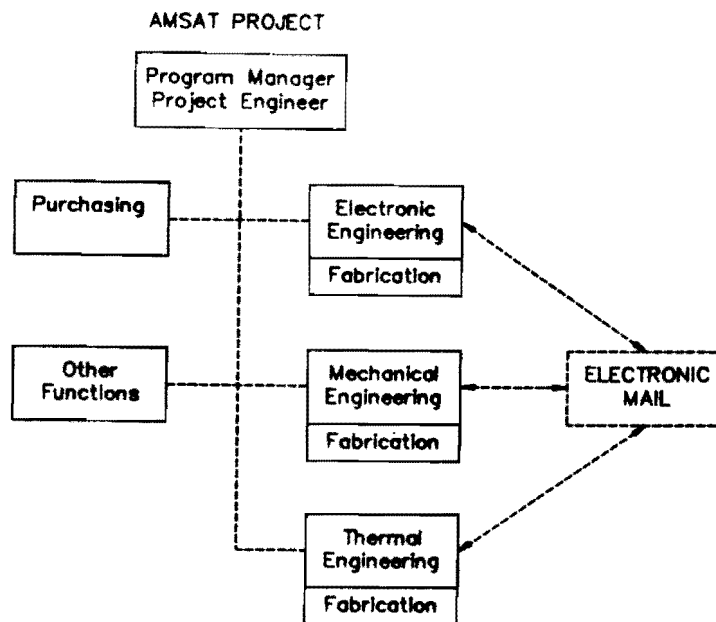 AMSAT PROJECT
Program Manager
Project Engineer
Purchasing
Electronic
Engineering
Fabrication
Other
Functions
Mechanical
Engineering
Fabrication
ELECTRONIC
MAIL
Thermal
Engineering
Fabrication